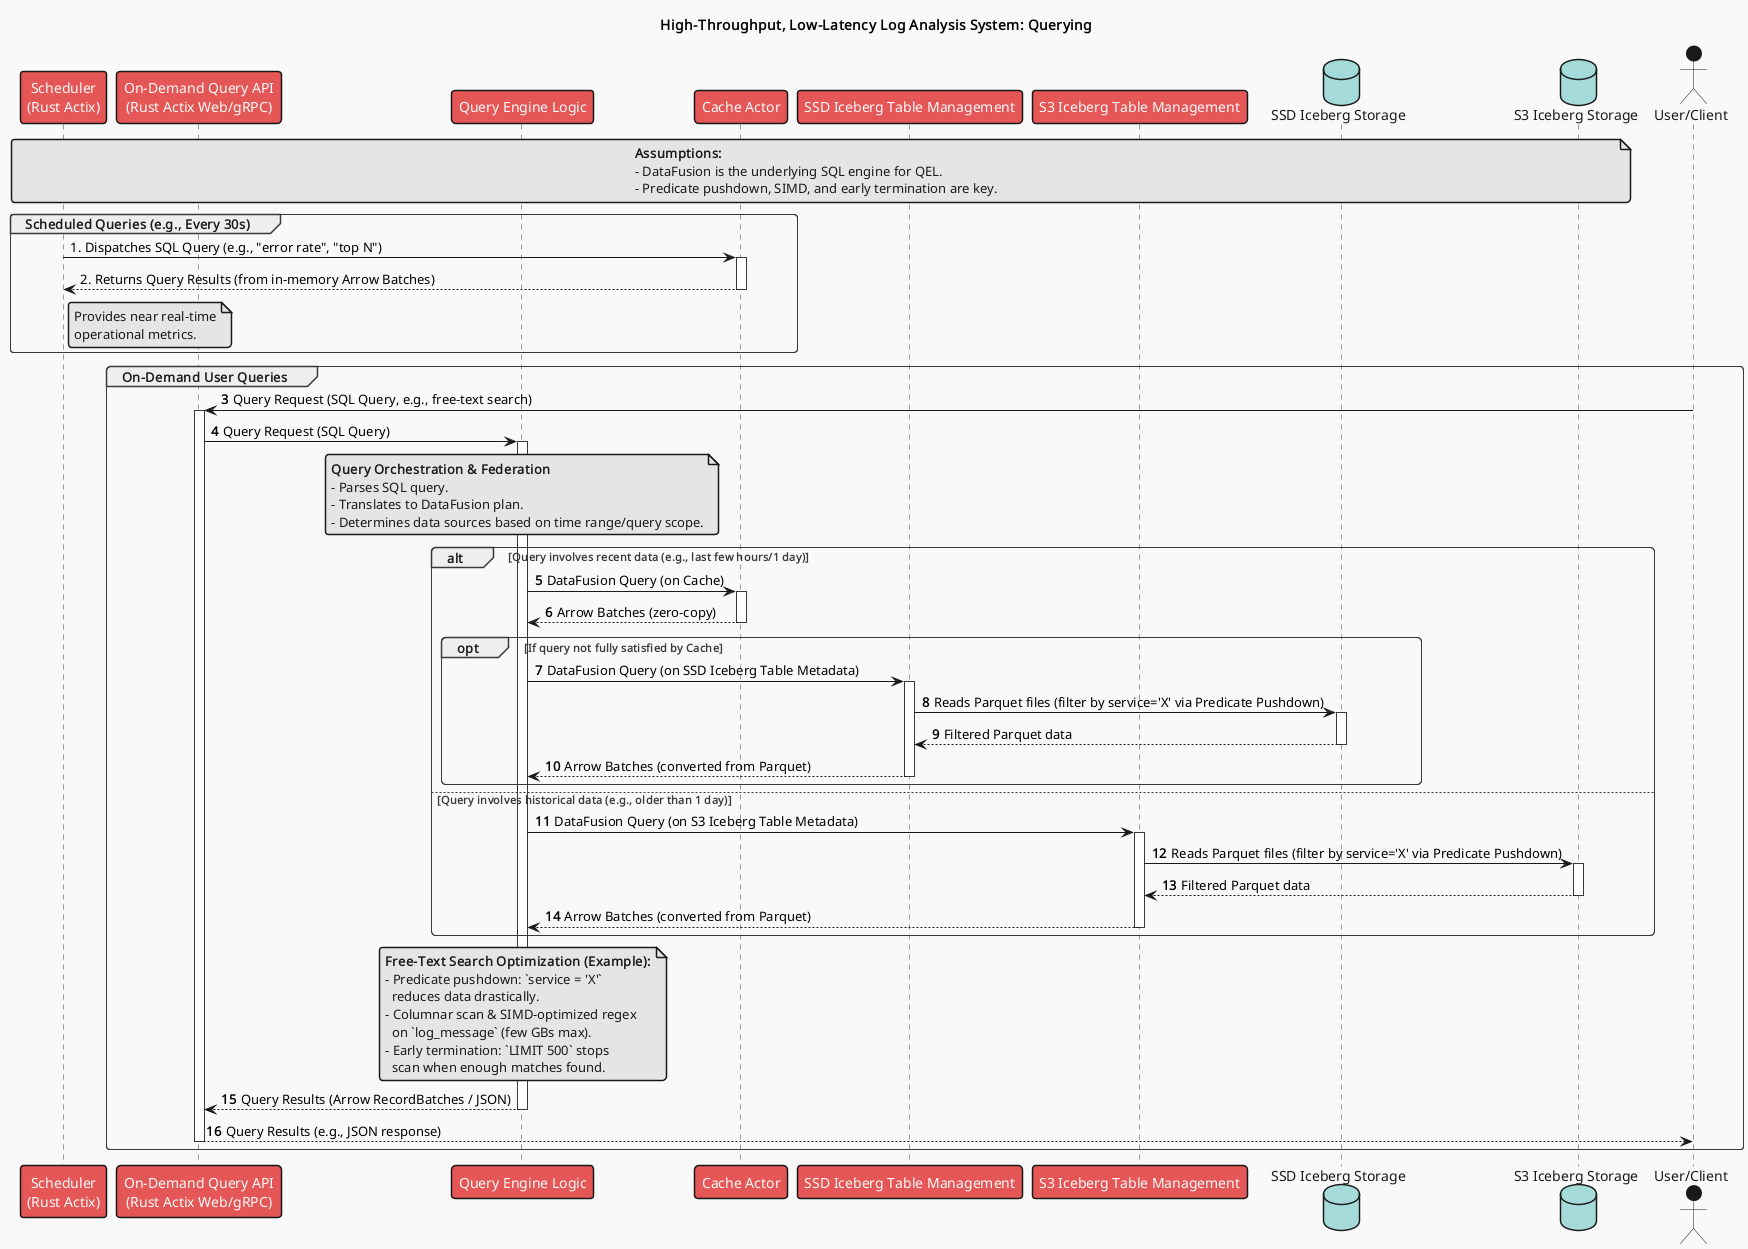 High-Throughput, Low-Latency Log Analysis System: Querying
Scheduler
(Rust Actix)
On-Demand Query API
(Rust Actix Web/gRPC)
Query Engine Logic
Cache Actor
SSD Iceberg Table Management
S3 Iceberg Table Management
SSD Iceberg Storage
S3 Iceberg Storage
User/Client
Assumptions:
- DataFusion is the underlying SQL engine for QEL.
- Predicate pushdown, SIMD, and early termination are key.
Scheduled Queries (e.g., Every 30s)
1. Dispatches SQL Query (e.g., "error rate", "top N")
2. Returns Query Results (from in-memory Arrow Batches)
Provides near real-time
operational metrics.
On-Demand User Queries
3 Query Request (SQL Query, e.g., free-text search)
4 Query Request (SQL Query)
Query Orchestration & Federation
- Parses SQL query.
- Translates to DataFusion plan.
- Determines data sources based on time range/query scope.
alt [Query involves recent data (e.g., last few hours/1 day)]
5 DataFusion Query (on Cache)
6 Arrow Batches (zero-copy)
opt [If query not fully satisfied by Cache]
7 DataFusion Query (on SSD Iceberg Table Metadata)
8 Reads Parquet files (filter by service='X' via Predicate Pushdown)
9 Filtered Parquet data
10 Arrow Batches (converted from Parquet)
[Query involves historical data (e.g., older than 1 day)]
11 DataFusion Query (on S3 Iceberg Table Metadata)
12 Reads Parquet files (filter by service='X' via Predicate Pushdown)
13 Filtered Parquet data
14 Arrow Batches (converted from Parquet)
Free-Text Search Optimization (Example):
- Predicate pushdown: `service = 'X'`
reduces data drastically.
- Columnar scan & SIMD-optimized regex
on `log_message` (few GBs max).
- Early termination: `LIMIT 500` stops
scan when enough matches found.
15 Query Results (Arrow RecordBatches / JSON)
16 Query Results (e.g., JSON response)
Scheduler
(Rust Actix)
On-Demand Query API
(Rust Actix Web/gRPC)
Query Engine Logic
Cache Actor
SSD Iceberg Table Management
S3 Iceberg Table Management
SSD Iceberg Storage
S3 Iceberg Storage
User/Client